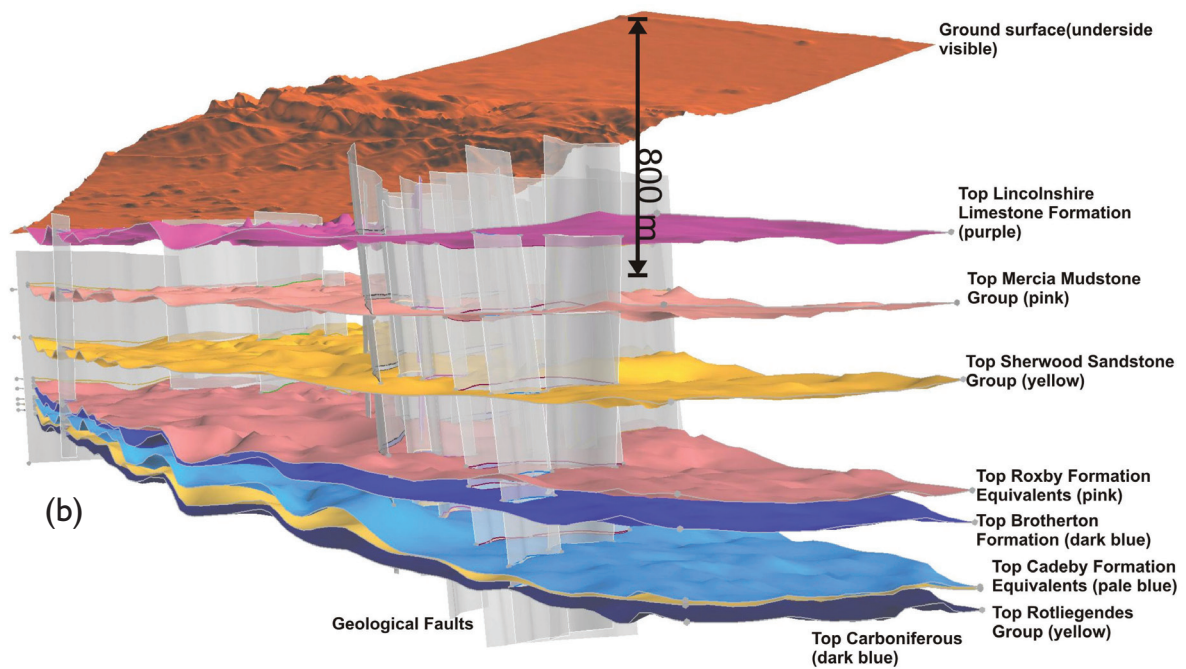 Ground surface(underside
visible)
800 m
Top Lincolnshire
Limestone Formation
(purple)
Top Mercia Mudstone
Group (pink)
Top Sherwood Sandstone
Group (yellow)
Top Roxby Formation
Equivalents (pink)
(b)
Top Brotherton
Formation (dark blue)
Top Cadeby Formation
Equivalents (pale blue)
Top Rotliegendes
Group (yellow)
Geological Faults
Top Carboniferous
(dark blue)